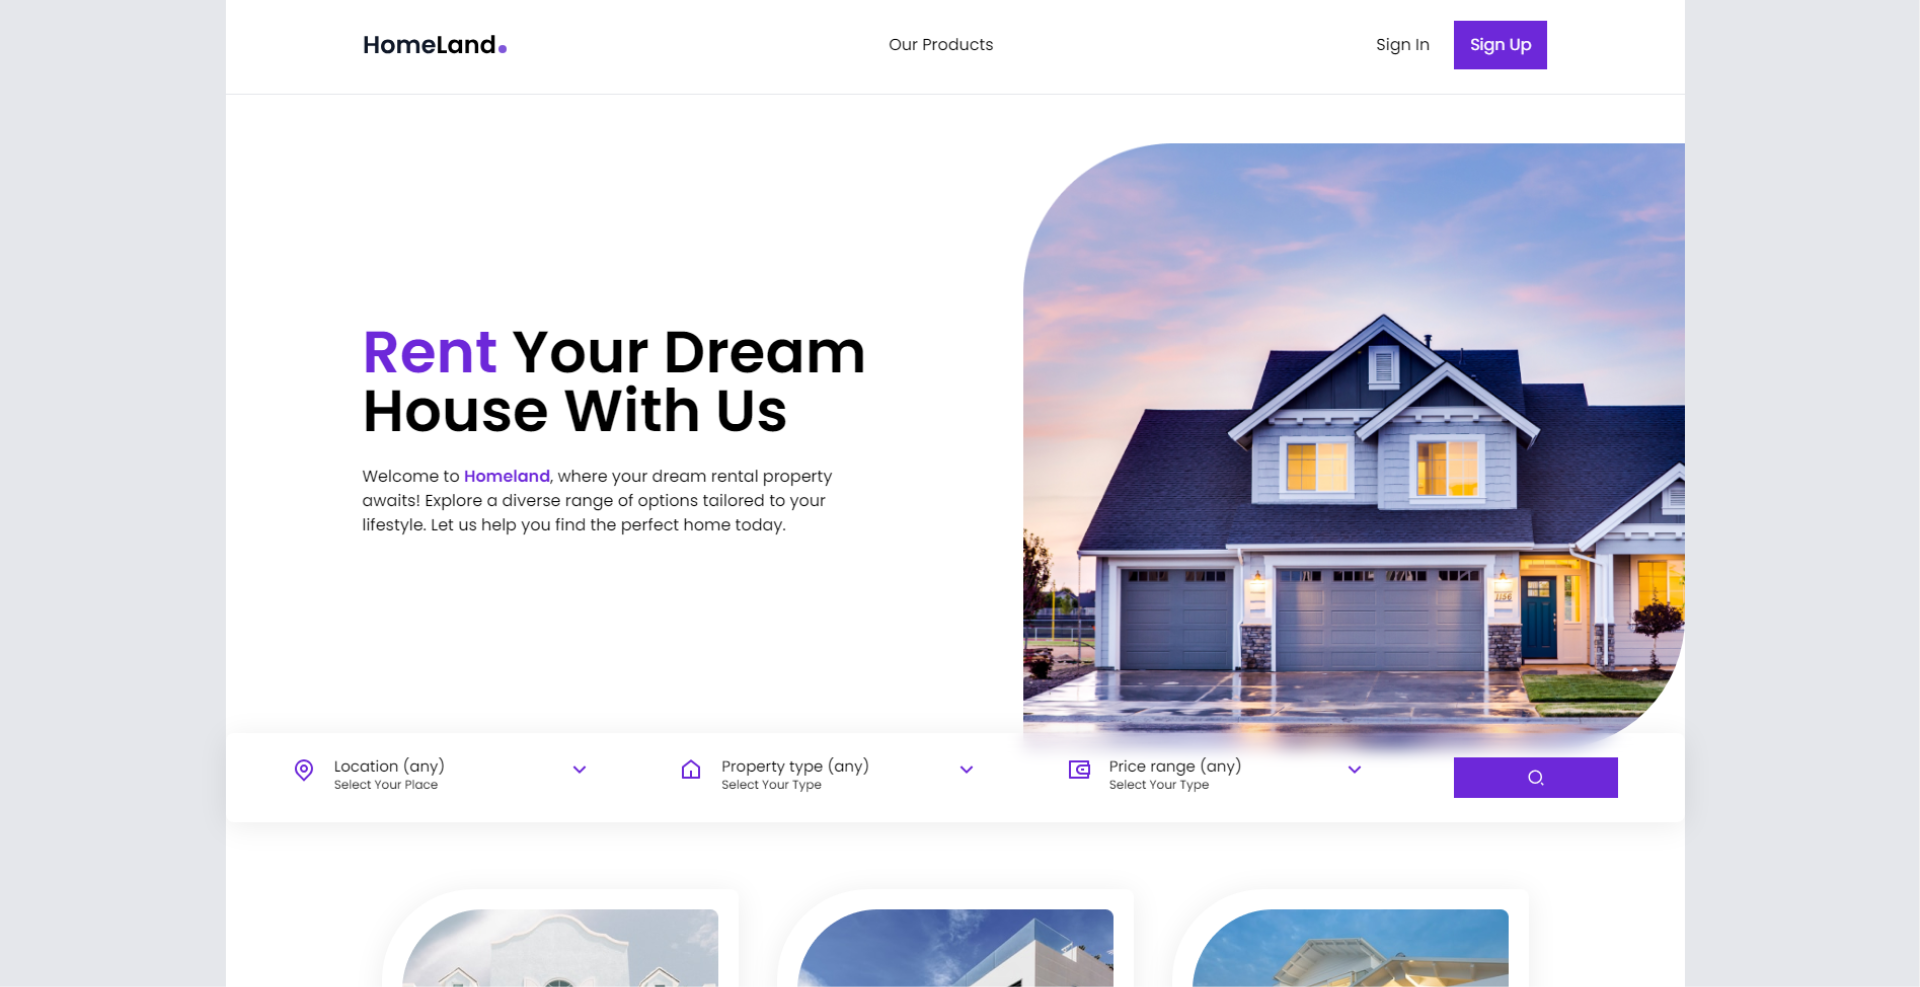 HomeLand.
Our Products
Sign In
Sign Up
Rent Your Dream
House With Us
Welcome to Homeland, where your dream rental property
awaits! Explore a diverse range of options tailored to your
lifestyle. Let us help you find the perfect home today.
Location (any)
Select Your Place
Property type (any)
Select Your Type
Price range (any)
Select Your Type